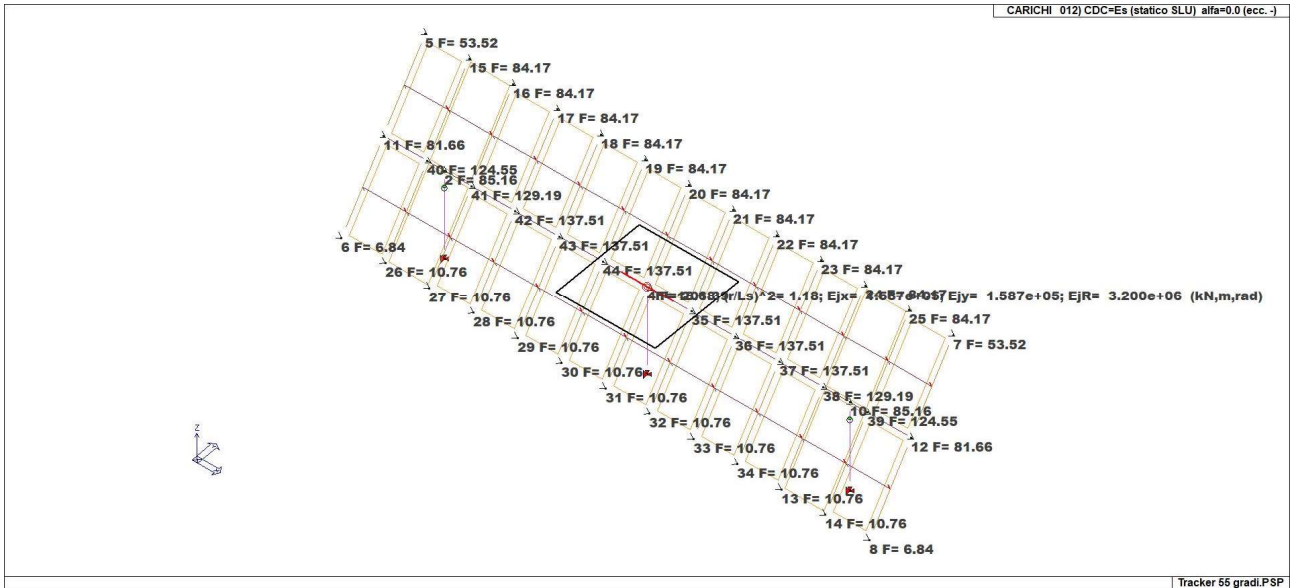 CARICHI 012) CDC=Es (statico SLU) alfa=0.0 (ecc. -)
5 F= 53.52
15 F= 84.17
16 F= 84.17
17 F= 84.17
18 F= 84.17
19 F= 84.17
20 F= 84.17
21 F= 84.17
22 F= 84.17
23 F= 84.17
25 F= 84.17
7 F= 53.52
11 F= 81.66
40 F= 124.55
2 F= 85.16
41 F= 129.19
42 F= 137.51
43 F= 137.51
44 F= 137.51
(r/Ls)^2= 1.18; Ejx= Ejy= 1.587e+05; EjR= 3.200e+06 (kN,m,rad)
35 F= 137.51
36 F= 137.51
37 F= 137.51
38 F= 129.19
10 F= 85.16
39 F= 124.55
12 F= 81.66
6 F= 6.84
26 F= 10.76
27 F= 10.76
28 F= 10.76
29 F= 10.76
30 F= 10.76
31 F= 10.76
32 F= 10.76
33 F= 10.76
34 F= 10.76
13 F= 10.76
14 F= 10.76
8 F= 6.84
Z
Tracker 55 gradi.PSP